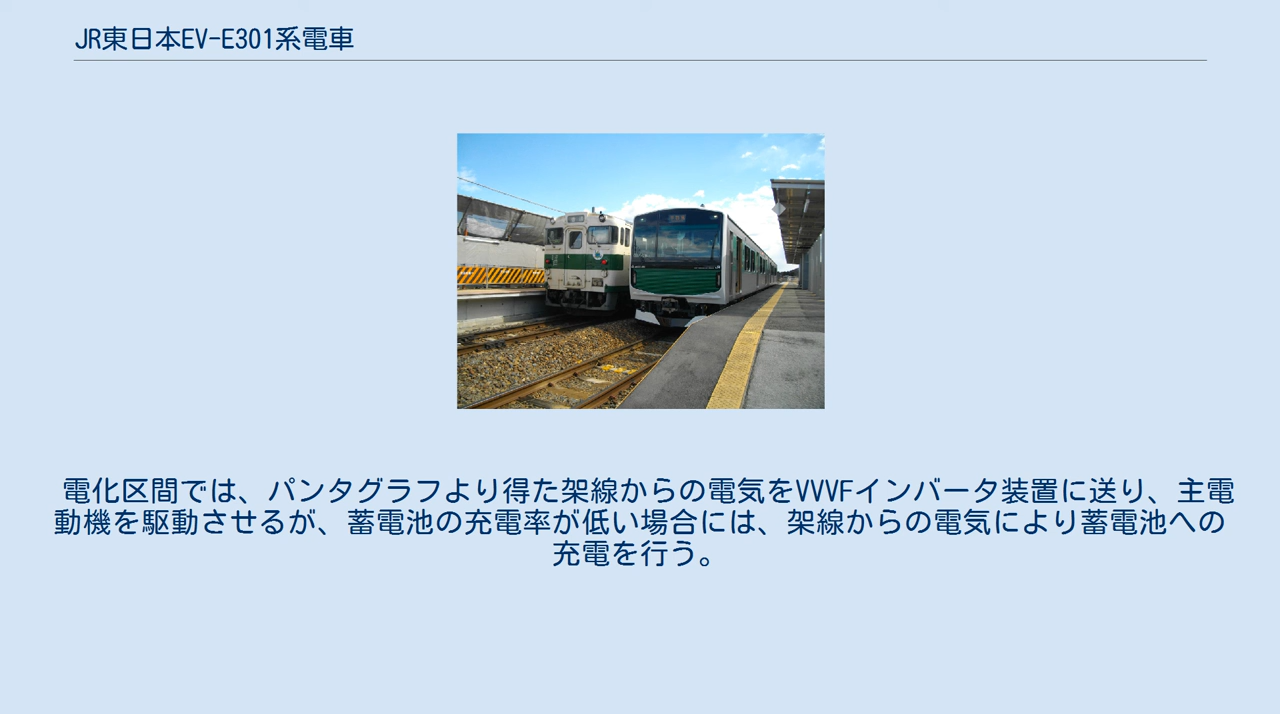 JR東日本EV-E301系電車
電化区間では、パンタグラフより得た架線からの電気をVVVFインバータ装置に送り、主電
動機を駆動させるが、蓄電池の充電率が低い場合には、架線からの電気により蓄電池への
充電を行う。